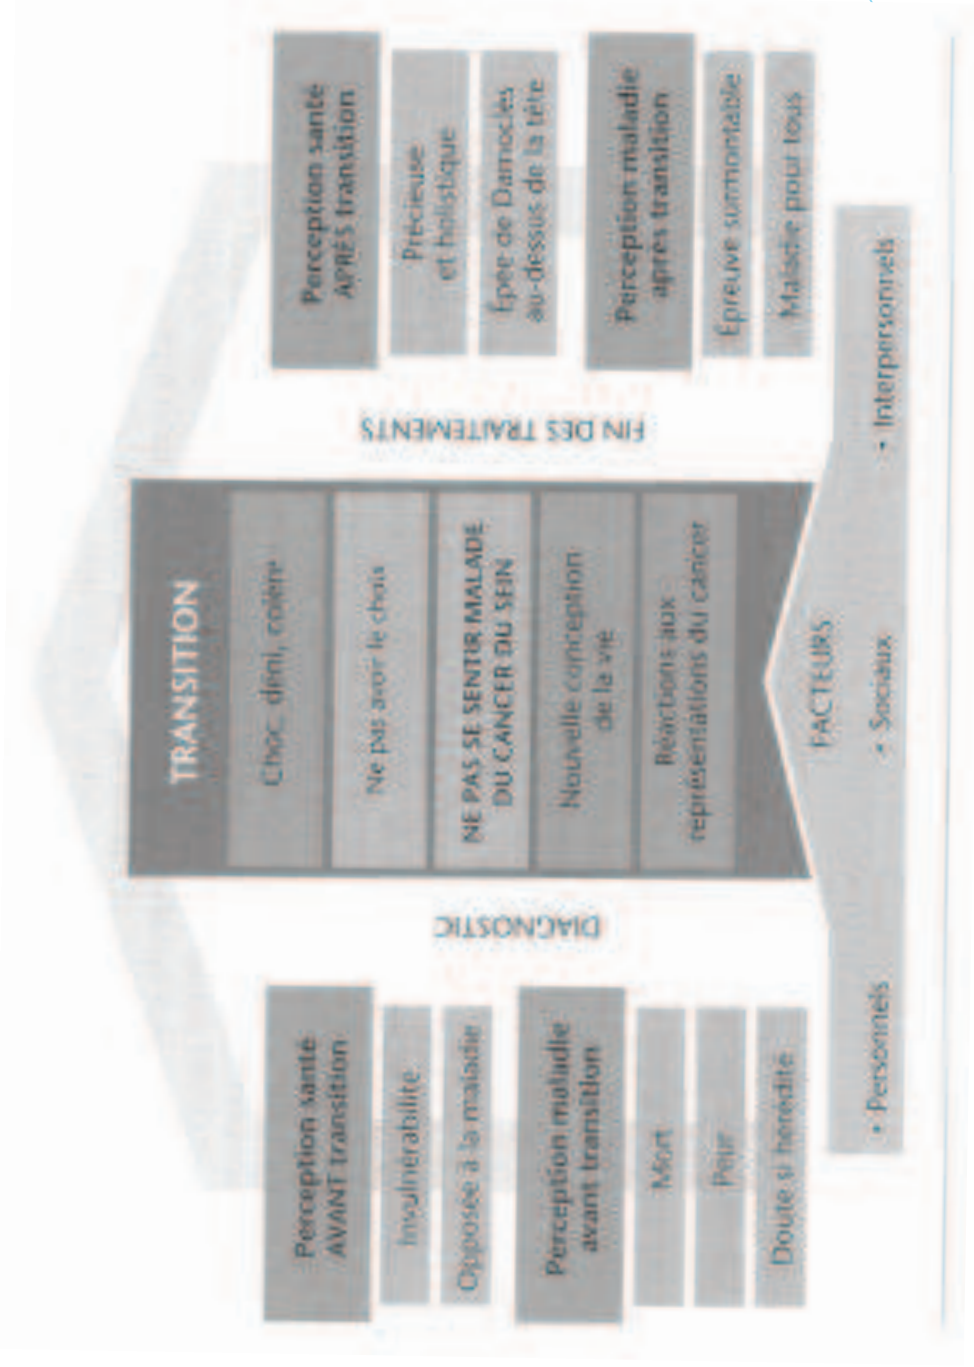 Perception santé
AVANT transition
Invulnérabilité
Opposée à la maladie
Perception maladie
avant transition
Mort
Peur
Doute si hérédité
DIAGNOSTIC
TRANSITION
Choc, déni, colère
Ne pas avoir le choix
NE PAS SE SENTIR MALADE
DU CANCER DU SEIN
Nouvelle conception
de la vie
Réactions aux
représentations du cancer
FIN DES TRAITEMENTS
Perception santé
APRÈS transition
Précieuse
et holistique
Épée de Damoclès
au-dessus de la tête
Perception maladie
après transition
Épreuve surmontable
Maladie pour tous
FACTEURS
• Personnels
• Sociaux
• Interpersonnels